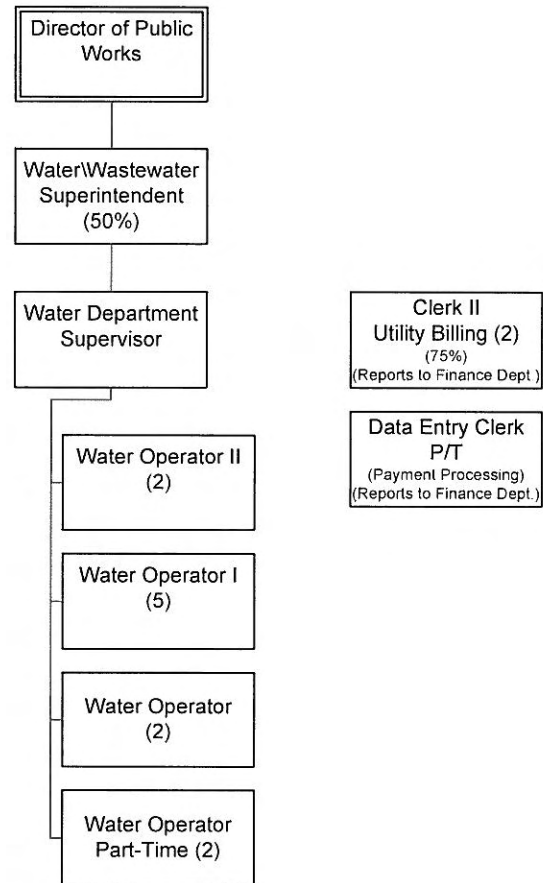 Director of Public
Works
Water\Wastewater
Superintendent
(50%)
Water Department
Supervisor
Water Operator II
(2)
Water Operator I
(5)
Water Operator
(2)
Water Operator
Part-Time (2)
Clerk II
Utility Billing (2)
(75%)
(Reports to Finance Dept )
Data Entry Clerk
P/T
(Payment Processing)
(Reports to Finance Dept.)